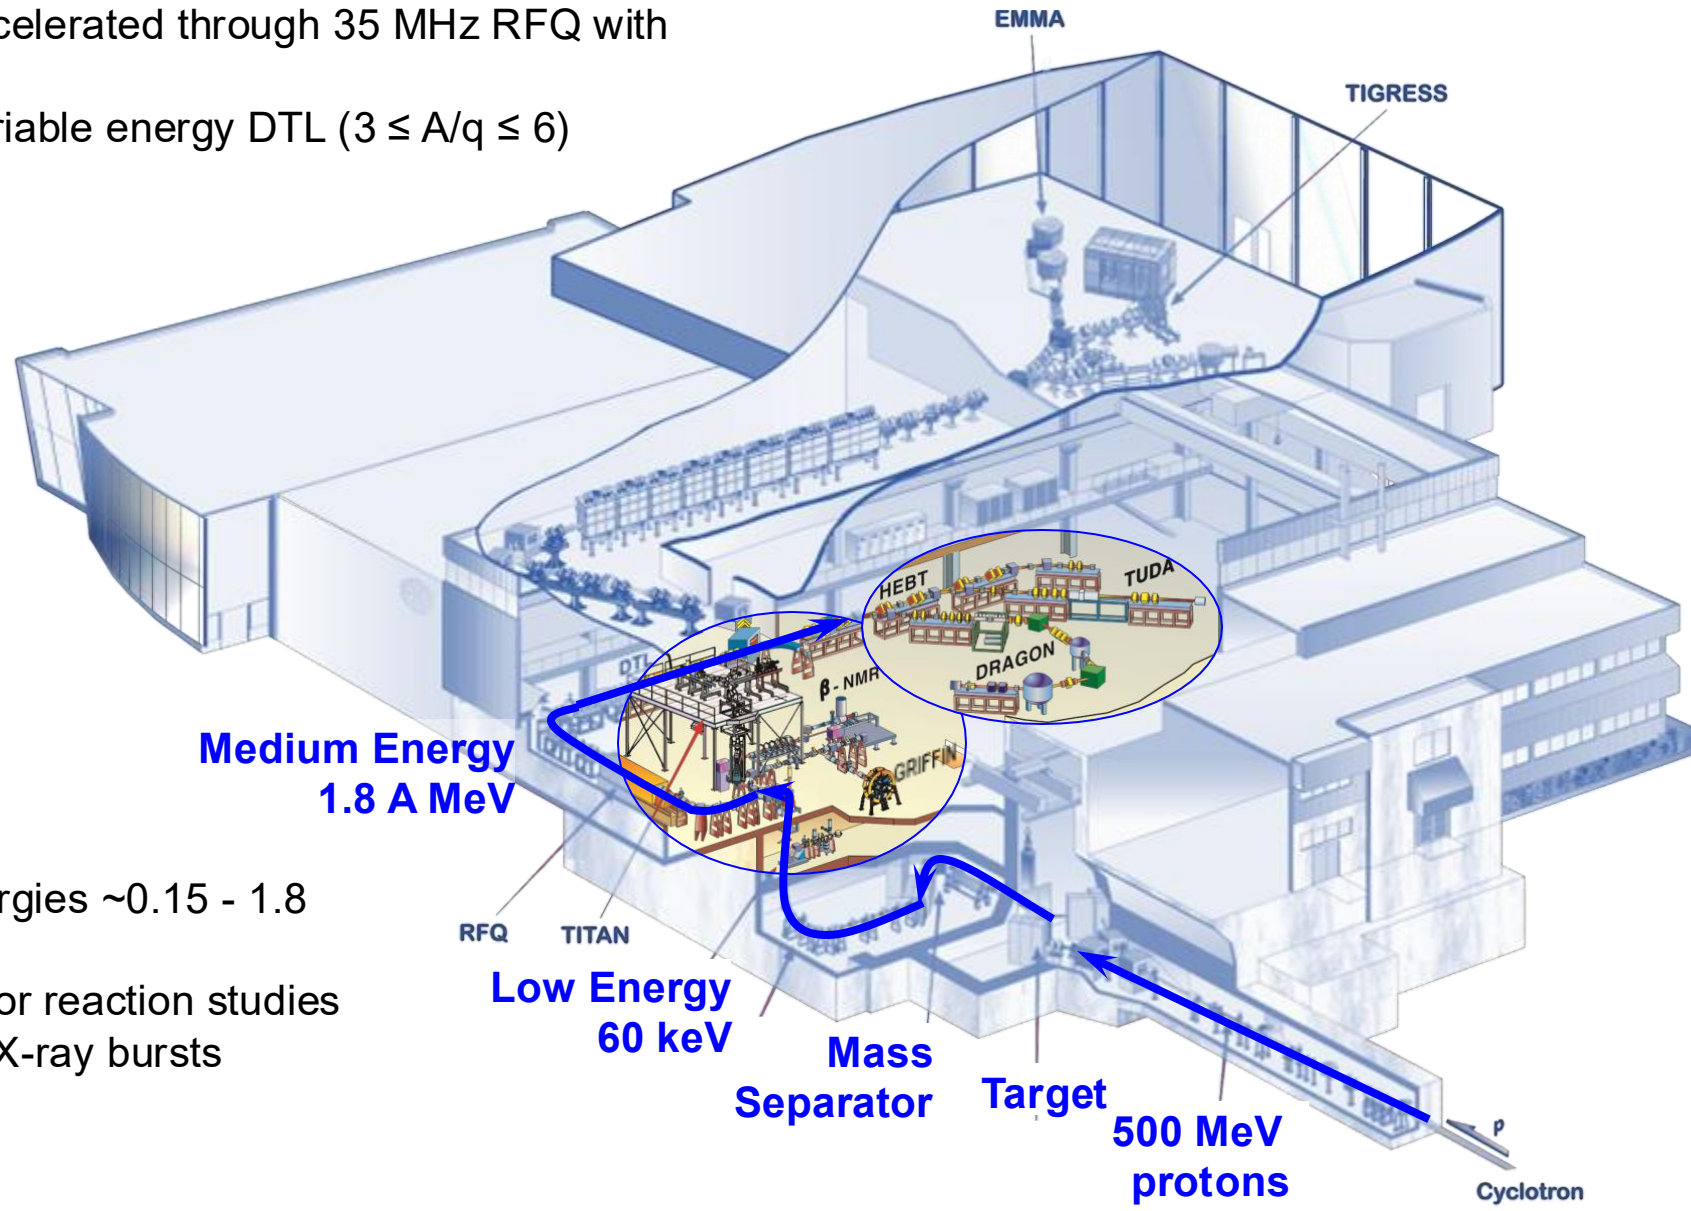 celerated through 35 MHz RFQ with
riable energy DTL (3 ≤ A/q ≤ 6)
EMMA
TIGRESS
HEBT
TUDA
DRAGON
DTL
β-NMR
GRIFFIN
Medium Energy
1.8 A MeV
rgies ~0.15 - 1.8
or reaction studies
X-ray bursts
RFQ
TITAN
Low Energy
60 keV
Mass
Separator
Target
500 MeV
protons
p
Cyclotron